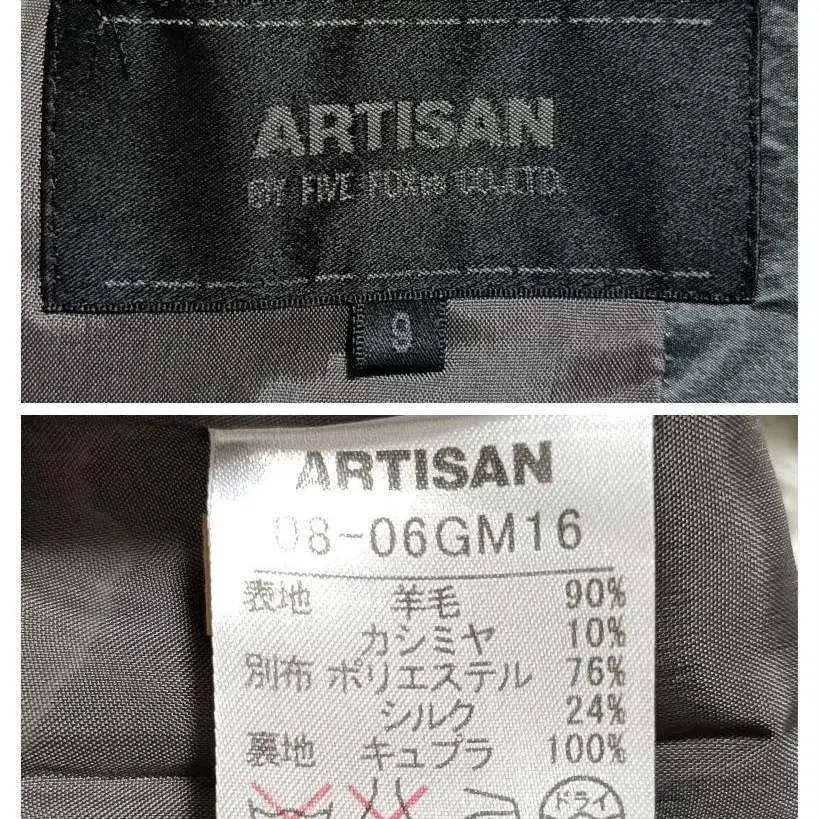 ARTISAN
BY FIVE FOXes CO.,LTD.
9
ARTISAN
08-06GM16
表地 羊毛 90%
カシミヤ 10%
別布 ポリエステル 76%
シルク 24%
裏地 キュプラ 100%
ドライ